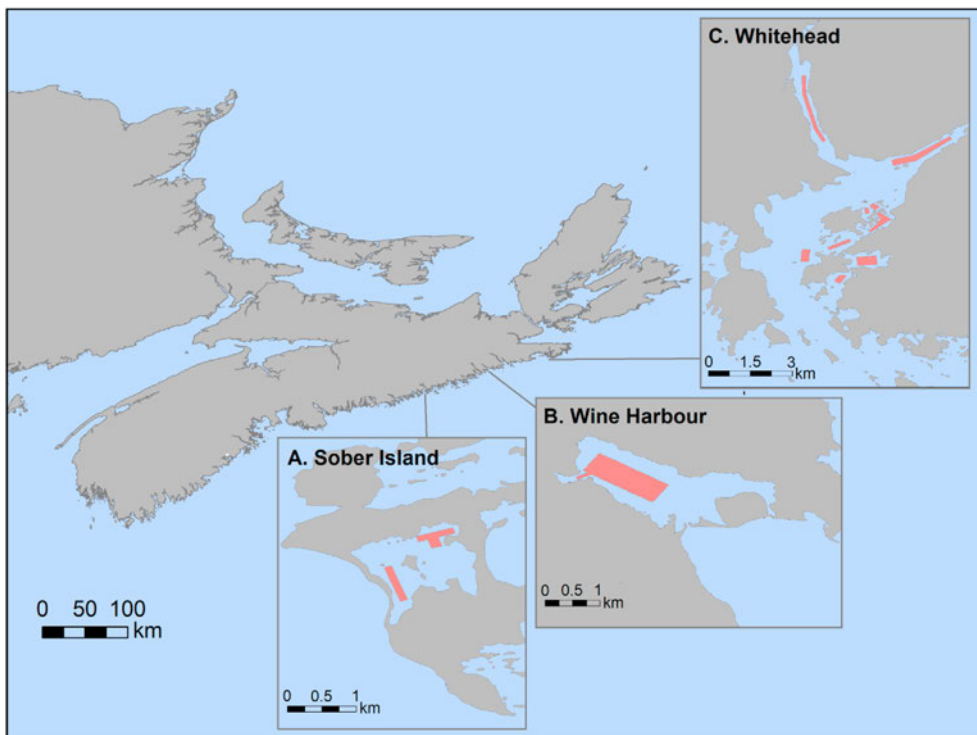 C. Whitehead
0 1.5 3
km
B. Wine Harbour
0 0.5 1
km
A. Sober Island
0 0.5 1
km
0 50 100
km